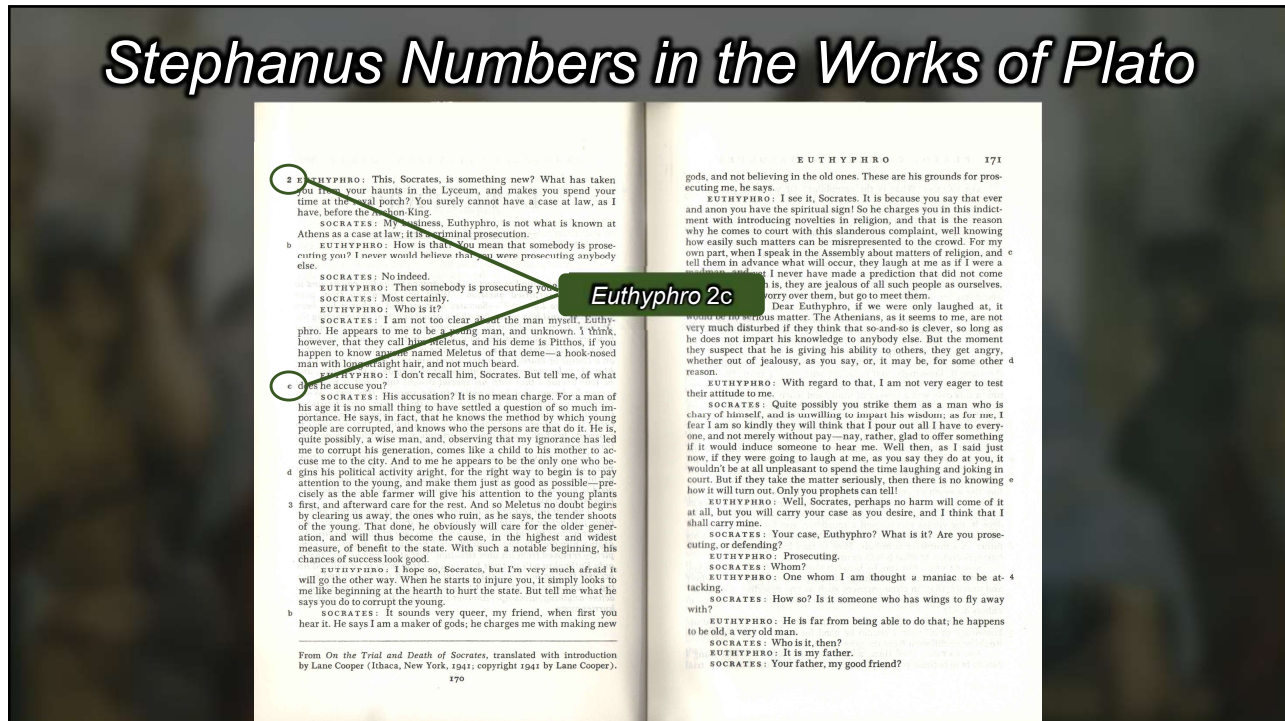 Stephanus Numbers in the Works of Plato
2 EUTHYPHRO: This, Socrates, is something new? What has taken
you from your haunts in the Lyceum, and makes you spend your
time at the royal porch? You surely cannot have a case at law, as I
have, before the Archon-King.
SOCRATES: My business, Euthyphro, is not what is known at
Athens as a case at law; it is a criminal prosecution.
b EUTHYPHRO: How is that? You mean that somebody is prose-
cuting you? I never would believe that you were prosecuting anybody
else.
SOCRATES: No indeed.
EUTHYPHRO: Then somebody is prosecuting you?
SOCRATES: Most certainly.
EUTHYPHRO: Who is it?
SOCRATES: I am not too clear about the man myself, Euthy-
phro. He appears to me to be a young man, and unknown. I think,
however, that they call him Meletus, and his deme is Pitthos, if you
happen to know anyone named Meletus of that deme—a hook-nosed
man with long straight hair, and not much beard.
EUTHYPHRO: I don't recall him, Socrates. But tell me, of what
c does he accuse you?
SOCRATES: His accusation? It is no mean charge. For a man of
his age it is no small thing to have settled a question of so much im-
portance. He says, in fact, that he knows the method by which young
people are corrupted, and knows who the persons are that do it. He is,
quite possibly, a wise man, and, observing that my ignorance has led
me to corrupt his generation, comes like a child to his mother to ac-
cuse me to the city. And to me he appears to be the only one who be-
d gins his political activity aright, for the right way to begin is to pay
attention to the young, and make them just as good as possible—pre-
cisely as the able farmer will give his attention to the young plants
3 first, and afterward care for the rest. And so Meletus no doubt begins
by clearing us away, the ones who ruin, as he says, the tender shoots
of the young. That done, he obviously will care for the older gener-
ation, and will thus become the cause, in the highest and widest
measure, of benefit to the state. With such a notable beginning, his
chances of success look good.
EUTHYPHRO: I hope so, Socrates, but I'm very much afraid it
will go the other way. When he starts to injure you, it simply looks to
me like beginning at the hearth to hurt the state. But tell me what he
says you do to corrupt the young.
b SOCRATES: It sounds very queer, my friend, when first you
hear it. He says I am a maker of gods; he charges me with making new
From On the Trial and Death of Socrates, translated with introduction
by Lane Cooper (Ithaca, New York, 1941; copyright 1941 by Lane Cooper).
170
Euthyphro 2c
EUTHYPHRO 171
gods, and not believing in the old ones. These are his grounds for pros-
ecuting me, he says.
EUTHYPHRO: I see it, Socrates. It is because you say that ever
and anon you have the spiritual sign! So he charges you in this indict-
ment with introducing novelties in religion, and that is the reason
why he comes to court with this slanderous complaint, well knowing
how easily such matters can be misrepresented to the crowd. For my
own part, when I speak in the Assembly about matters of religion, and c
tell them in advance what will occur, they laugh at me as if I were a
madman, and yet I never have made a prediction that did not come
is, they are jealous of all such people as ourselves.
worry over them, but go to meet them.
Dear Euthyphro, if we were only laughed at, it
would be no serious matter. The Athenians, as it seems to me, are not
very much disturbed if they think that so-and-so is clever, so long as
he does not impart his knowledge to anybody else. But the moment
they suspect that he is giving his ability to others, they get angry,
whether out of jealousy, as you say, or, it may be, for some other d
reason.
EUTHYPHRO: With regard to that, I am not very eager to test
their attitude to me.
SOCRATES: Quite possibly you strike them as a man who is
chary of himself, and is unwilling to impart his wisdom; as for me, I
fear I am so kindly they will think that I pour out all I have to every-
one, and not merely without pay—nay, rather, glad to offer something
if it would induce someone to hear me. Well then, as I said just
now, if they were going to laugh at me, as you say they do at you, it
wouldn't be at all unpleasant to spend the time laughing and joking in
court. But if they take the matter seriously, then there is no knowing e
how it will turn out. Only you prophets can tell!
EUTHYPHRO: Well, Socrates, perhaps no harm will come of it
at all, but you will carry your case as you desire, and I think that I
shall carry mine.
SOCRATES: Your case, Euthyphro? What is it? Are you prose-
cuting, or defending?
EUTHYPHRO: Prosecuting.
SOCRATES: Whom?
EUTHYPHRO: One whom I am thought a maniac to be at- 4
tacking.
SOCRATES: How so? Is it someone who has wings to fly away
with?
EUTHYPHRO: He is far from being able to do that; he happens
to be old, a very old man.
SOCRATES: Who is it, then?
EUTHYPHRO: It is my father.
SOCRATES: Your father, my good friend?